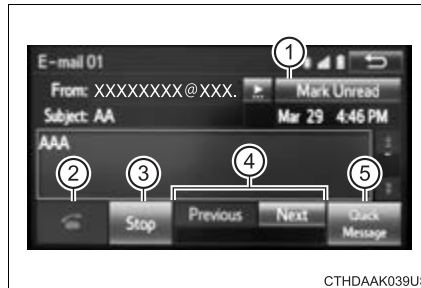 E-mail 01
1
From: XXXXXXXX@XXX.
Mark Unread
Subject: AA
Mar 29 4:46 PM
AAA
2
3
4
5
Stop
Previous
Next
Quick Message
CTHDAAK039US